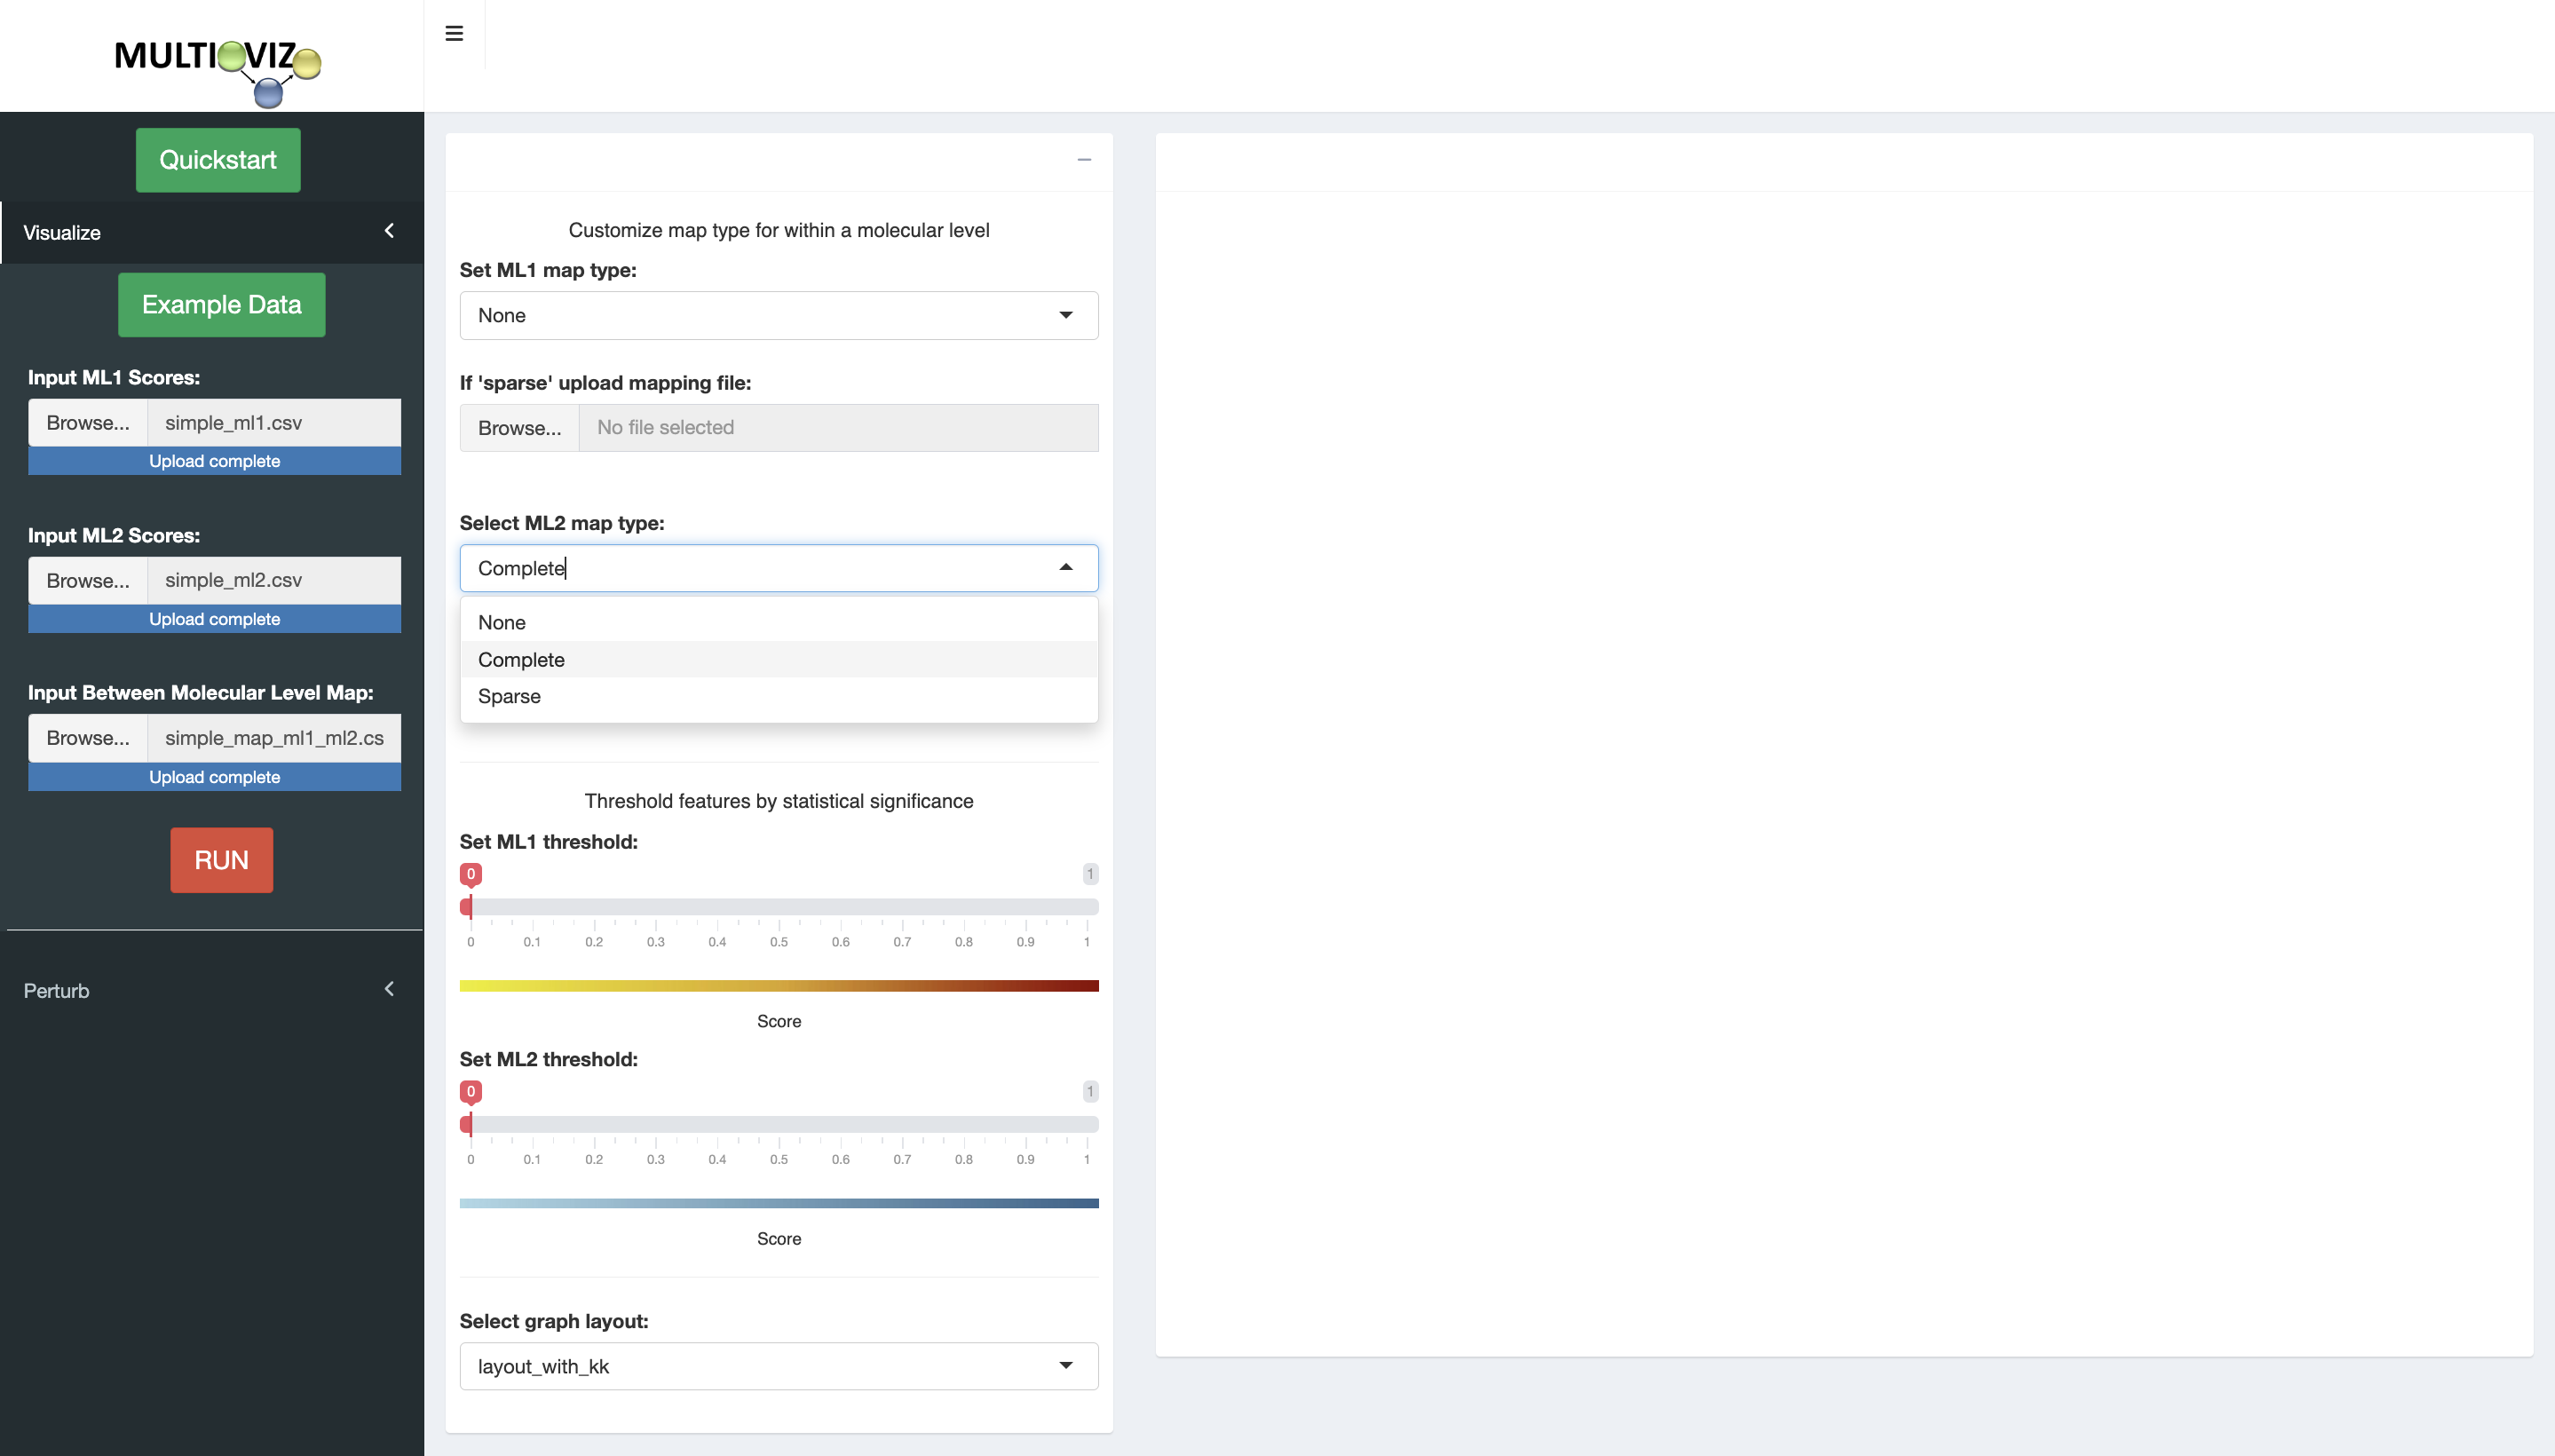 MULTIOVIZ
Quickstart
Visualize
Example Data
Input ML1 Scores:
Browse... simple_ml1.csv
Upload complete
Input ML2 Scores:
Browse... simple_ml2.csv
Upload complete
Input Between Molecular Level Map:
Browse... simple_map_ml1_ml2.cs
Upload complete
RUN
Perturb
Customize map type for within a molecular level
Set ML1 map type:
None
If 'sparse' upload mapping file:
Browse... No file selected
Select ML2 map type:
Complete
None
Complete
Sparse
Threshold features by statistical significance
Set ML1 threshold:
0 1
0 0.1 0.2 0.3 0.4 0.5 0.6 0.7 0.8 0.9 1
Score
Set ML2 threshold:
0 1
0 0.1 0.2 0.3 0.4 0.5 0.6 0.7 0.8 0.9 1
Score
Select graph layout:
layout_with_kk